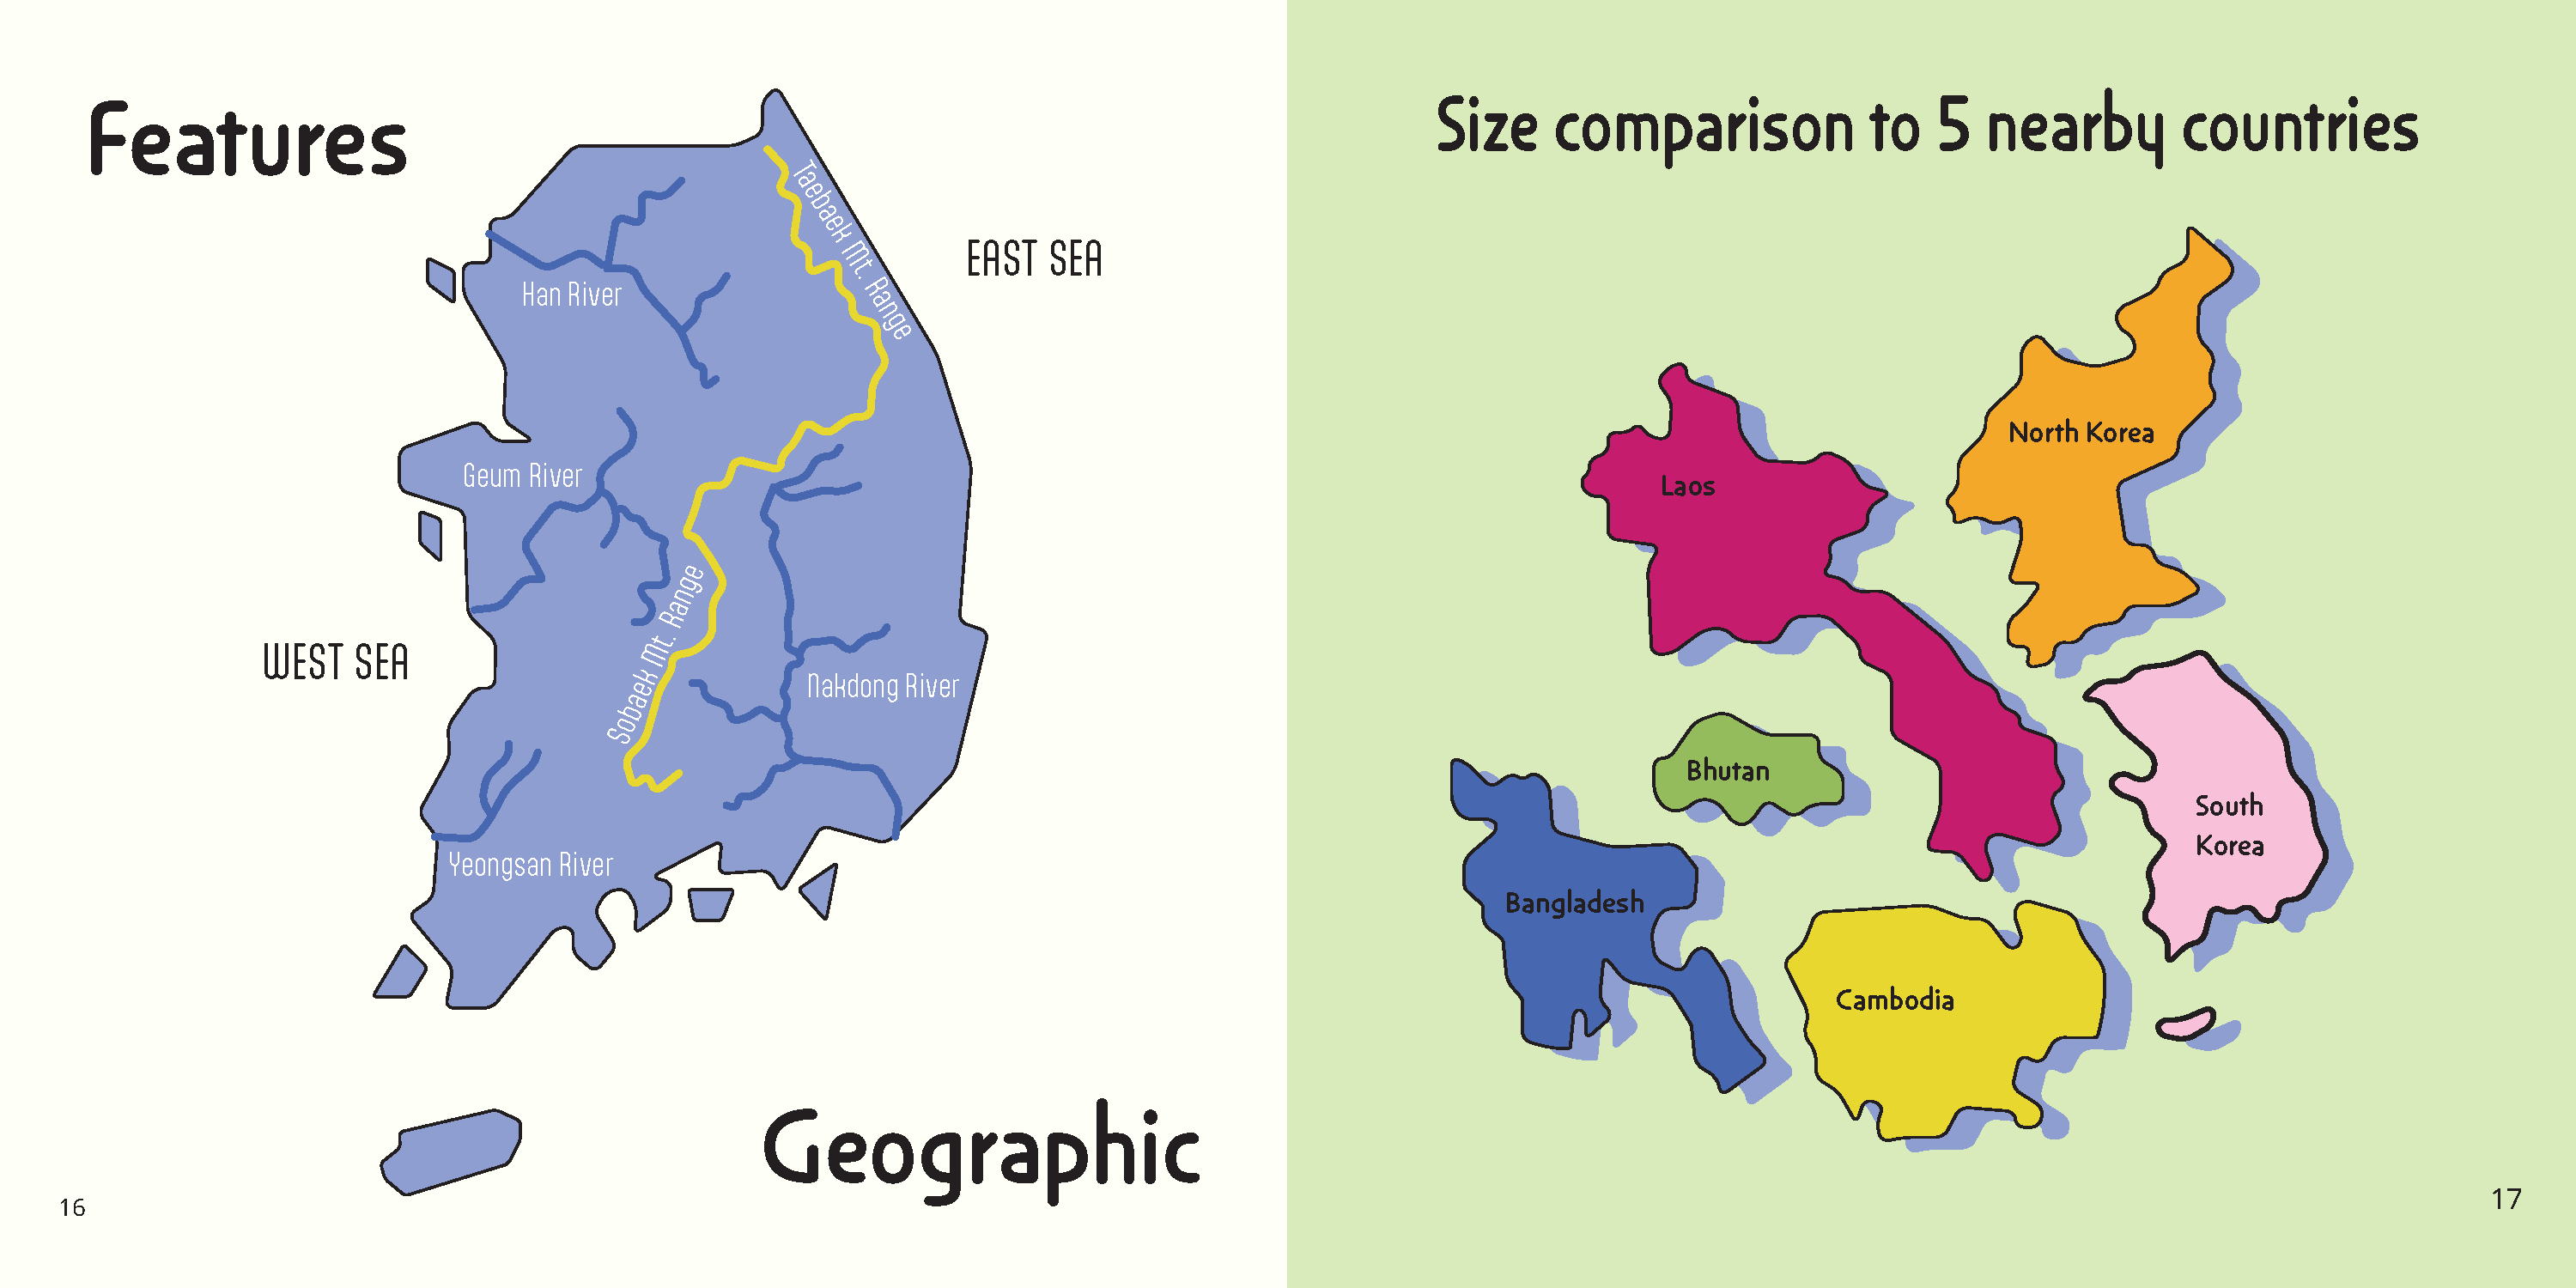 Features
Taebaek Mt. Range
EAST SEA
Han River
Geum River
Sobaek Mt. Range
WEST SEA
Nakdong River
Yeongsan River
Geographic
16
Size comparison to 5 nearby countries
North Korea
Laos
Bhutan
South
Korea
Bangladesh
Cambodia
17